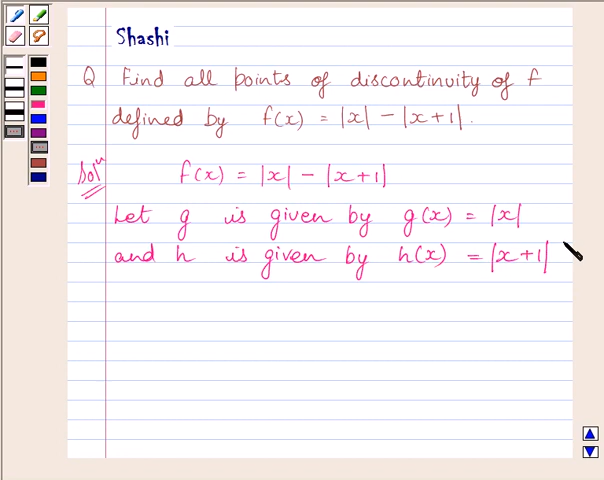 Shashi
Q Find all points of discontinuity of f
defined by f(x) = |x| - |x+1|.
Solⁿ f(x) = |x| - |x+1|
Let g is given by g(x) = |x|
and h is given by h(x) = |x+1|